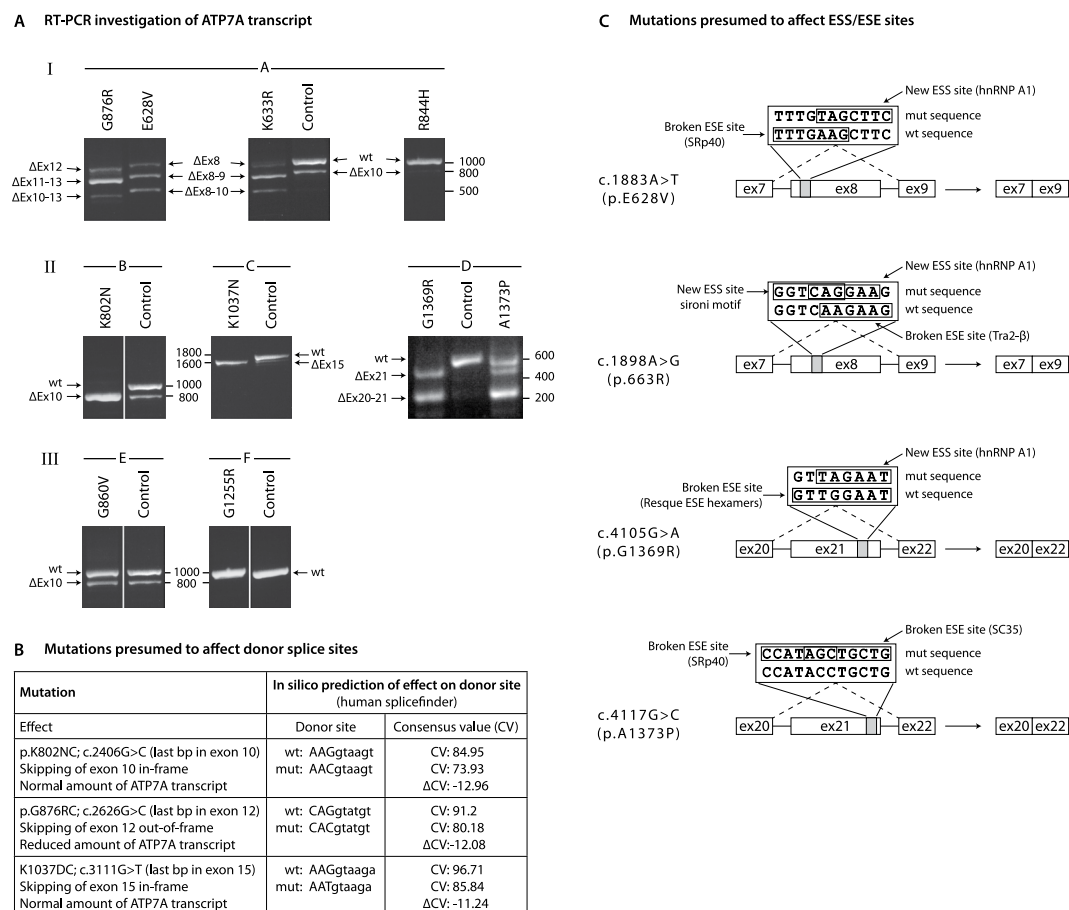 A RT-PCR investigation of ATP7A transcript
I
A
G876R
E628V
K633R
Control
R844H
ΔEx12
ΔEx11-13
ΔEx10-13
ΔEx8
ΔEx8-9
ΔEx8-10
wt
ΔEx10
1000
800
500
II
B
K802N
Control
wt
ΔEx10
1000
800
C
K1037N
Control
1800
1600
wt
ΔEx15
D
G1369R
Control
A1373P
wt
ΔEx21
ΔEx20-21
600
400
200
III
E
G860V
Control
wt
ΔEx10
1000
800
F
G1255R
Control
wt
B Mutations presumed to affect donor splice sites
Mutation
In silico prediction of effect on donor site
(human splicefinder)
Effect
Donor site
Consensus value (CV)
p.K802NC; c.2406G>C (last bp in exon 10)
Skipping of exon 10 in-frame
Normal amount of ATP7A transcript
wt: AAGgtaagt
mut: AACgtaagt
CV: 84.95
CV: 73.93
ΔCV: -12.96
p.G876RC; c.2626G>C (last bp in exon 12)
Skipping of exon 12 out-of-frame
Reduced amount of ATP7A transcript
wt: CAGgtatgt
mut: CACgtatgt
CV: 91.2
CV: 80.18
ΔCV:-12.08
K1037DC; c.3111G>T (last bp in exon 15)
Skipping of exon 15 in-frame
Normal amount of ATP7A transcript
wt: AAGgtaaga
mut: AATgtaaga
CV: 96.71
CV: 85.84
ΔCV: -11.24
C Mutations presumed to affect ESS/ESE sites
New ESS site (hnRNP A1)
TTTGTAGCTTC mut sequence
Broken ESE site
(SRp40)
TTTGAAGCTTC wt sequence
c.1883A>T
(p.E628V)
ex7 ex8 ex9 ex7 ex9
New ESS site (hnRNP A1)
New ESS site
sironi motif
GGTCAGGAAG mut sequence
GGTCAAGAAG wt sequence
Broken ESE site (Tra2-β)
c.1898A>G
(p.663R)
ex7 ex8 ex9 ex7 ex9
New ESS site (hnRNP A1)
GTTAGAAT mut sequence
Broken ESE site
(Resque ESE hexamers)
GTTGGAAT wt sequence
c.4105G>A
(p.G1369R)
ex20 ex21 ex22 ex20 ex22
Broken ESE site (SC35)
Broken ESE site
(SRp40)
CCATAGCTGCTG mut sequence
CCATACCTGCTG wt sequence
c.4117G>C
(p.A1373P)
ex20 ex21 ex22 ex20 ex22